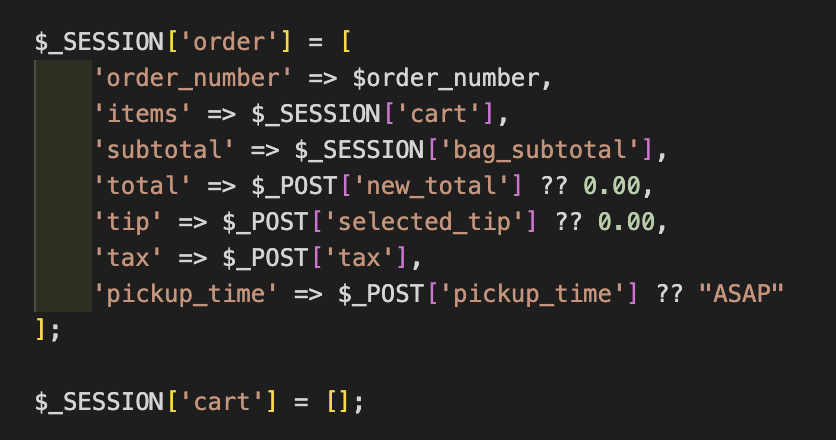 $_SESSION['order'] = [
'order_number' => $order_number,
'items' => $_SESSION['cart'],
'subtotal' => $_SESSION['bag_subtotal'],
'total' => $_POST['new_total'] ?? 0.00,
'tip' => $_POST['selected_tip'] ?? 0.00,
'tax' => $_POST['tax'],
'pickup_time' => $_POST['pickup_time'] ?? "ASAP"
];
$_SESSION['cart'] = [];